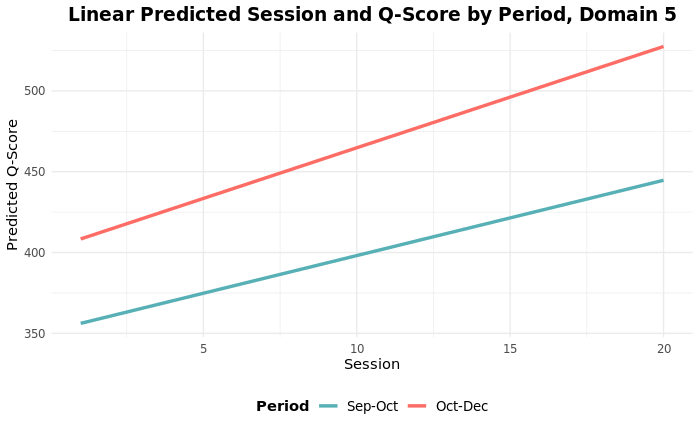 Linear Predicted Session and Q-Score by Period, Domain 5
Predicted Q-Score
500
450
400
350
5 10 15 20
Session
Period Sep-Oct Oct-Dec